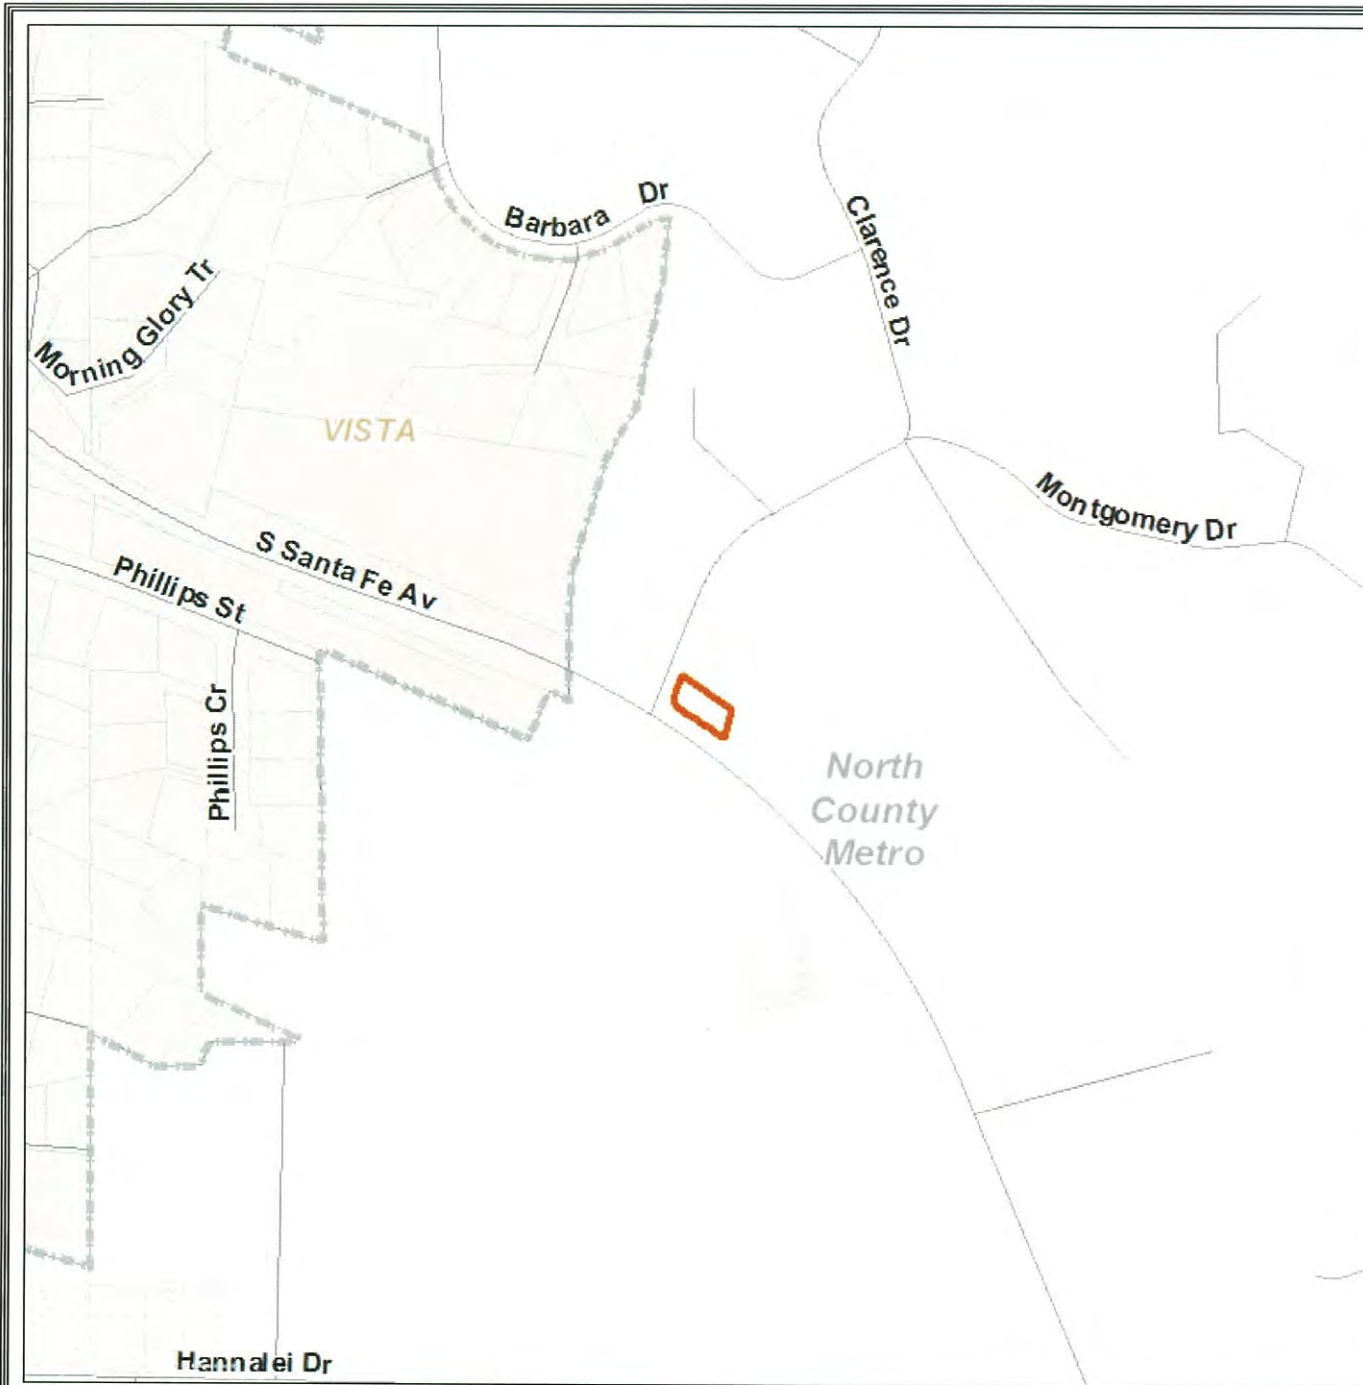 Barbara Dr
Clarence Dr
Morning Glory Tr
VISTA
Montgomery Dr
S Santa Fe Av
Phillips St
Phillips Cr
North
County
Metro
Hannalei Dr